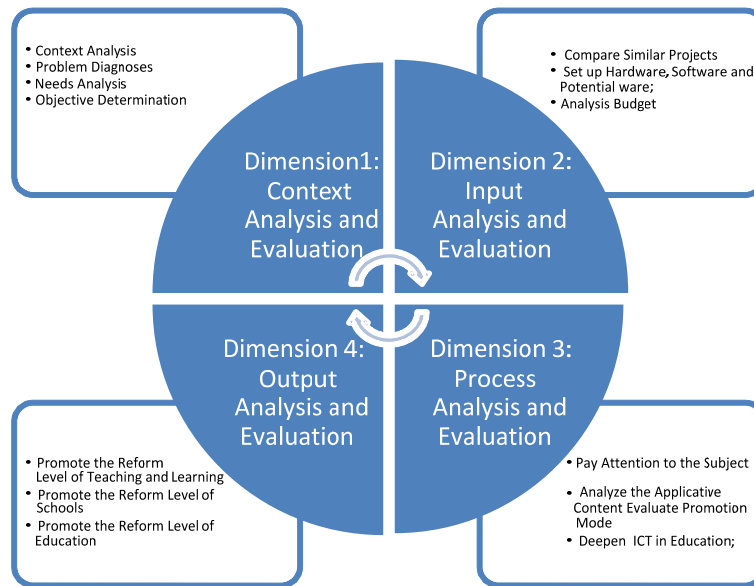 • Context Analysis
• Problem Diagnoses
• Needs Analysis
• Objective Determination
• Compare Similar Projects
• Set up Hardware, Software and
Potential ware;
• Analysis Budget
Dimension1:
Context
Analysis and
Evaluation
Dimension 2:
Input
Analysis and
Evaluation
Dimension 4:
Output
Analysis and
Evaluation
Dimension 3:
Process
Analysis and
Evaluation
• Promote the Reform
Level of Teaching and Learning
• Promote the Reform Level of
Schools
• Promote the Reform Level of
Education
• Pay Attention to the Subject
• Analyze the Applicative
Content Evaluate Promotion
Mode
• Deepen ICT in Education;